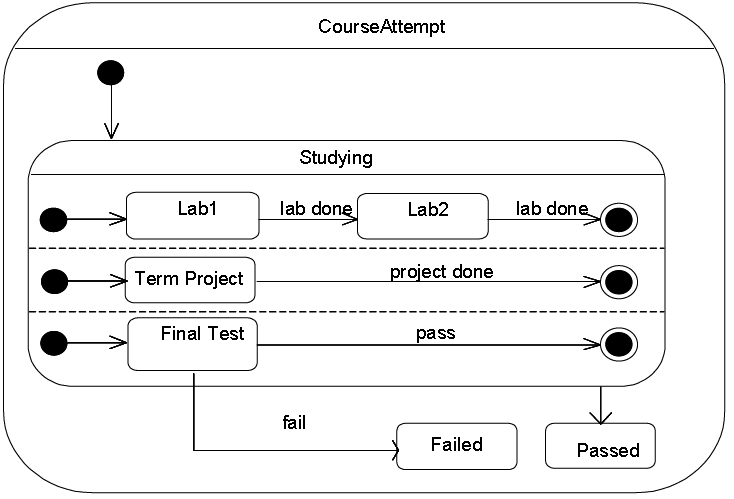 CourseAttempt
Studying
Lab1
lab done
Lab2
lab done
Term Project
project done
Final Test
pass
fail
Failed
Passed